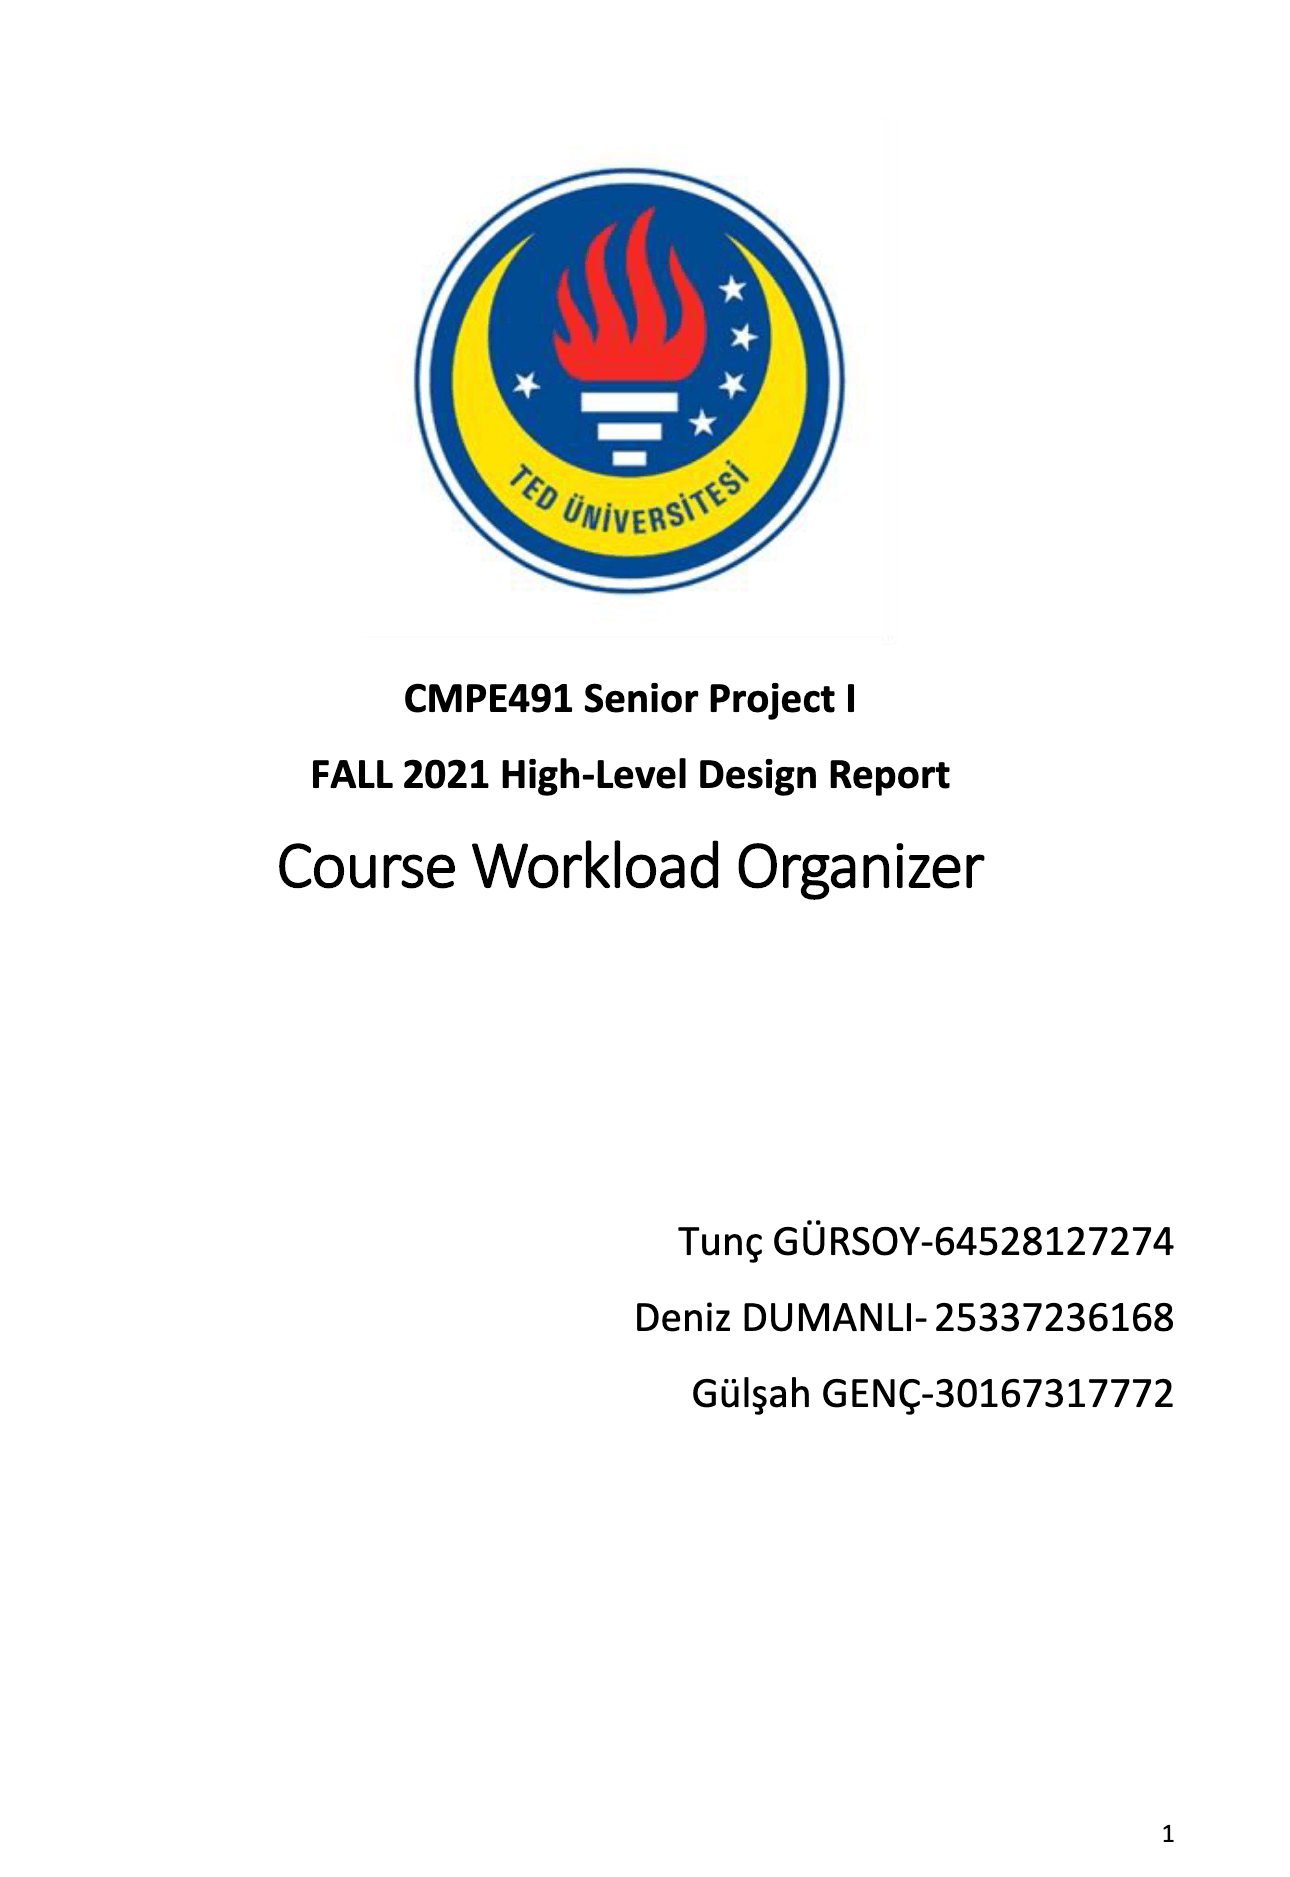 TED ÜNİVERSİTESİ
CMPE491 Senior Project I
FALL 2021 High-Level Design Report
Course Workload Organizer
Tunç GÜRSOY-64528127274
Deniz DUMANLI- 25337236168
Gülşah GENÇ-30167317772
1